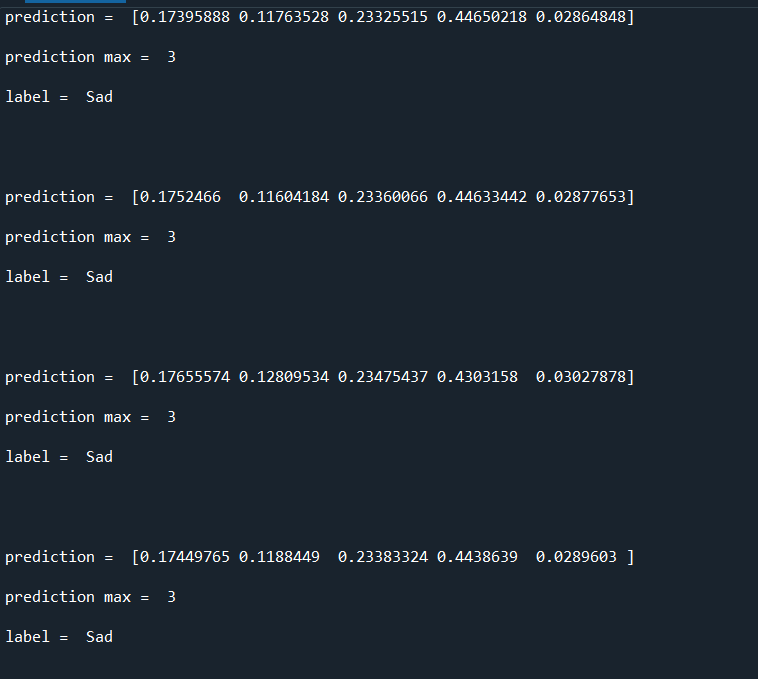 prediction =  [0.17395888 0.11763528 0.23325515 0.44650218 0.02864848]
prediction max =  3
label =  Sad
prediction =  [0.1752466  0.11604184 0.23360066 0.44633442 0.02877653]
prediction max =  3
label =  Sad
prediction =  [0.17655574 0.12809534 0.23475437 0.4303158  0.03027878]
prediction max =  3
label =  Sad
prediction =  [0.17449765 0.1188449  0.23383324 0.4438639  0.0289603 ]
prediction max =  3
label =  Sad